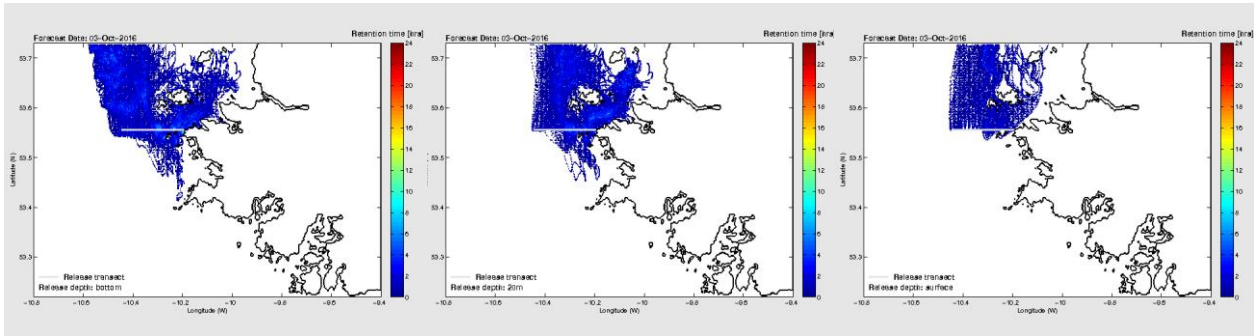 Forecast Date: 03-Oct-2016
Retention time [hrs]
24
22
20
18
16
14
12
10
8
6
4
2
0
53.7
53.6
53.5
53.4
53.3
Latitude (N)
Release transect
Release depth: bottom
-10.8 -10.6 -10.4 -10.2 -10 -9.8 -9.6 -9.4
Longitude (W)
Forecast Date: 03-Oct-2016
Retention time [hrs]
24
22
20
18
16
14
12
10
8
6
4
2
0
53.7
53.6
53.5
53.4
53.3
Release transect
Release depth: 20m
-10.8 -10.6 -10.4 -10.2 -10 -9.8 -9.6 -9.4
Longitude (W)
Forecast Date: 03-Oct-2016
Retention time [hrs]
24
22
20
18
16
14
12
10
8
6
4
2
0
53.7
53.6
53.5
53.4
53.3
Latitude (N)
Release transect
Release depth: surface
-10.8 -10.6 -10.4 -10.2 -10 -9.8 -9.6 -9.4
Longitude (W)